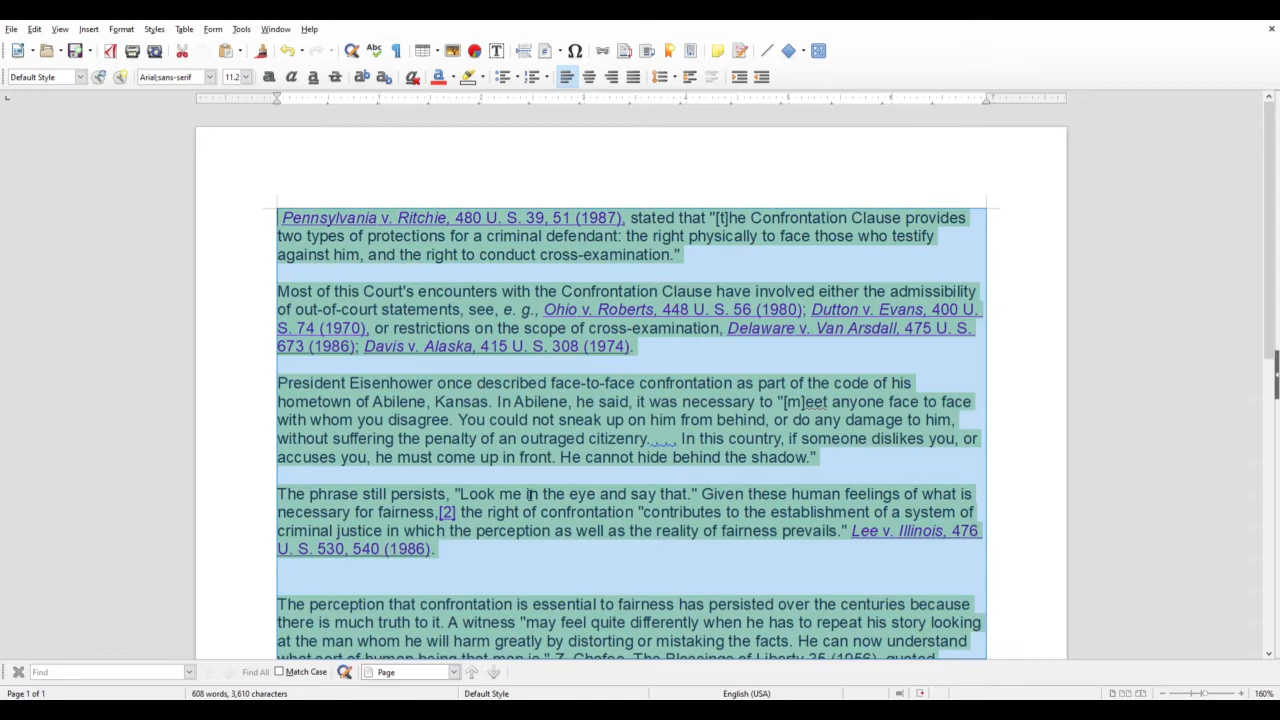 File Edit View Insert Format Styles Table Form Tools Window Help
Default Style Arial;sans-serif 11.2
Pennsylvania v. Ritchie, 480 U. S. 39, 51 (1987), stated that "[t]he Confrontation Clause provides
two types of protections for a criminal defendant: the right physically to face those who testify
against him, and the right to conduct cross-examination."
Most of this Court's encounters with the Confrontation Clause have involved either the admissibility
of out-of-court statements, see, e. g., Ohio v. Roberts, 448 U. S. 56 (1980); Dutton v. Evans, 400 U.
S. 74 (1970), or restrictions on the scope of cross-examination, Delaware v. Van Arsdall, 475 U. S.
673 (1986); Davis v. Alaska, 415 U. S. 308 (1974).
President Eisenhower once described face-to-face confrontation as part of the code of his
hometown of Abilene, Kansas. In Abilene, he said, it was necessary to "[m]eet anyone face to face
with whom you disagree. You could not sneak up on him from behind, or do any damage to him,
without suffering the penalty of an outraged citizenry. . . . In this country, if someone dislikes you, or
accuses you, he must come up in front. He cannot hide behind the shadow."
The phrase still persists, "Look me in the eye and say that." Given these human feelings of what is
necessary for fairness,[2] the right of confrontation "contributes to the establishment of a system of
criminal justice in which the perception as well as the reality of fairness prevails." Lee v. Illinois, 476
U. S. 530, 540 (1986).
The perception that confrontation is essential to fairness has persisted over the centuries because
there is much truth to it. A witness "may feel quite differently when he has to repeat his story looking
at the man whom he will harm greatly by distorting or mistaking the facts. He can now understand
what sort of human being that man is." Z. Chafee, The Blessings of Liberty 35 (1956), quoted
Find Find All Match Case Page
Page 1 of 1 608 words, 3,610 characters Default Style English (USA) 160%